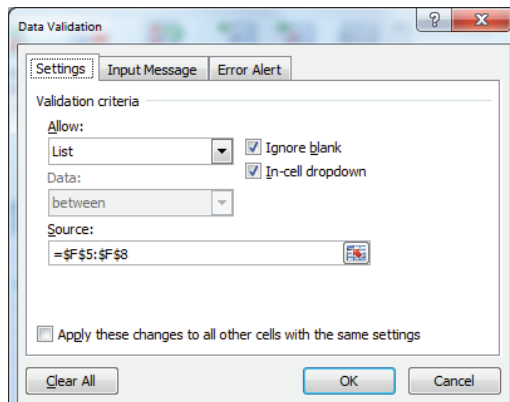 Data Validation
Settings Input Message Error Alert
Validation criteria
Allow:
List
Ignore blank
In-cell dropdown
Data:
between
Source:
=$F$5:$F$8
Apply these changes to all other cells with the same settings
Clear All OK Cancel